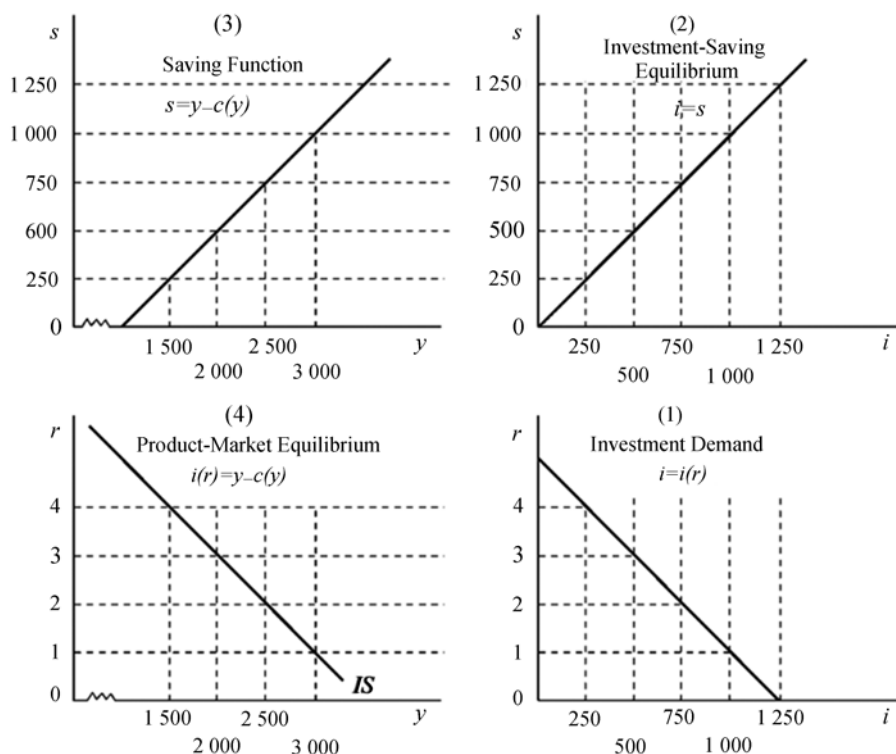 (3)
s
Saving Function
s=y–c(y)
1 250
1 000
750
600
250
0
1 500
2 500
y
2 000
3 000
(2)
s
Investment-Saving
Equilibrium
i=s
1 250
1 000
750
500
250
0
250
750
1 250
i
500
1 000
(4)
r
Product-Market Equilibrium
i(r)=y–c(y)
4
3
2
1
0
IS
1 500
2 500
y
2 000
3 000
(1)
r
Investment Demand
i=i(r)
4
3
2
1
0
250
750
1 250
i
500
1 000